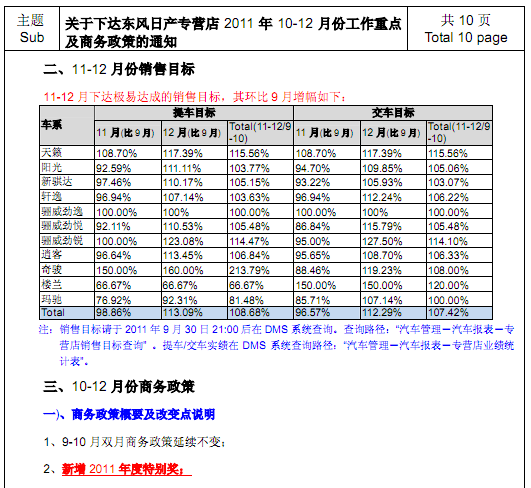 主题
Sub
关于下达东风日产专营店 2011 年 10-12 月份工作重点
及商务政策的通知
共 10 页
Total 10 page
二、11-12 月份销售目标
11-12 月下达极易达成的销售目标，其环比 9 月增幅如下：
车系 提车目标 交车目标
11 月(比 9 月) 12 月(比 9 月) Total(11-12/9-10) 11 月(比 9 月) 12 月(比 9 月) Total(11-12/9-10)
天籁 108.70% 117.39% 115.56% 108.70% 117.39% 115.56%
阳光 92.59% 111.11% 103.77% 94.70% 109.85% 105.06%
新骐达 97.46% 110.17% 105.15% 93.22% 105.93% 103.07%
轩逸 96.94% 107.14% 103.63% 96.94% 112.24% 106.22%
骊威劲逸 100.00% 100% 100.00% 100.00% 100% 100.00%
骊威劲悦 92.11% 110.53% 105.48% 86.84% 115.79% 105.48%
骊威劲锐 100.00% 123.08% 114.47% 95.00% 127.50% 114.10%
逍客 96.64% 113.45% 106.84% 95.65% 108.70% 106.33%
奇骏 150.00% 160.00% 213.79% 88.46% 119.23% 108.00%
楼兰 66.67% 66.67% 66.67% 150.00% 150.00% 120.00%
玛驰 76.92% 92.31% 81.48% 85.71% 107.14% 100.00%
Total 98.86% 113.09% 108.68% 96.57% 112.29% 107.42%
注：销售目标请于 2011 年 9 月 30 日 21:00 后在 DMS 系统查询。查询路径：“汽车管理—汽车报表—专
营店销售目标查询” 。提车/交车实绩在 DMS 系统查询路径：“汽车管理—汽车报表—专营店业绩统
计表”。
三、10-12 月份商务政策
一)、商务政策概要及改变点说明
1、9-10 月双月商务政策延续不变；
2、新增 2011 年度特别奖；